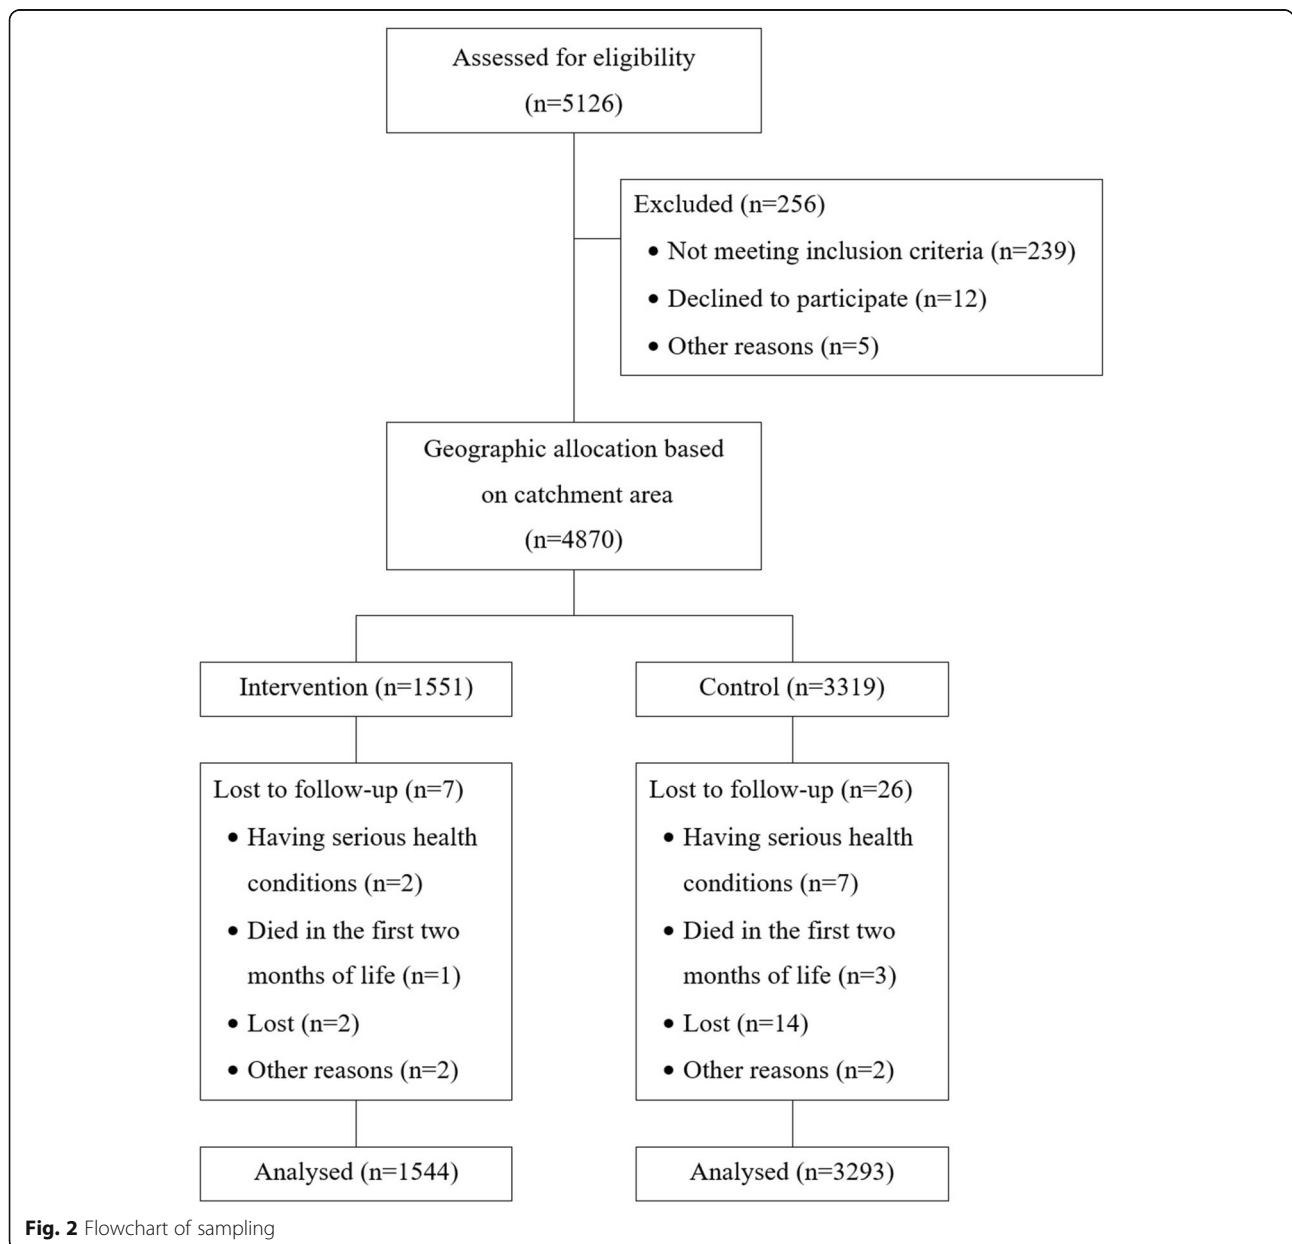 Assessed for eligibility
(n=5126)
Excluded (n=256)
• Not meeting inclusion criteria (n=239)
• Declined to participate (n=12)
• Other reasons (n=5)
Geographic allocation based
on catchment area
(n=4870)
Intervention (n=1551)
Control (n=3319)
Lost to follow-up (n=7)
• Having serious health
conditions (n=2)
• Died in the first two
months of life (n=1)
• Lost (n=2)
• Other reasons (n=2)
Lost to follow-up (n=26)
• Having serious health
conditions (n=7)
• Died in the first two
months of life (n=3)
• Lost (n=14)
• Other reasons (n=2)
Analysed (n=1544)
Analysed (n=3293)
Fig. 2 Flowchart of sampling